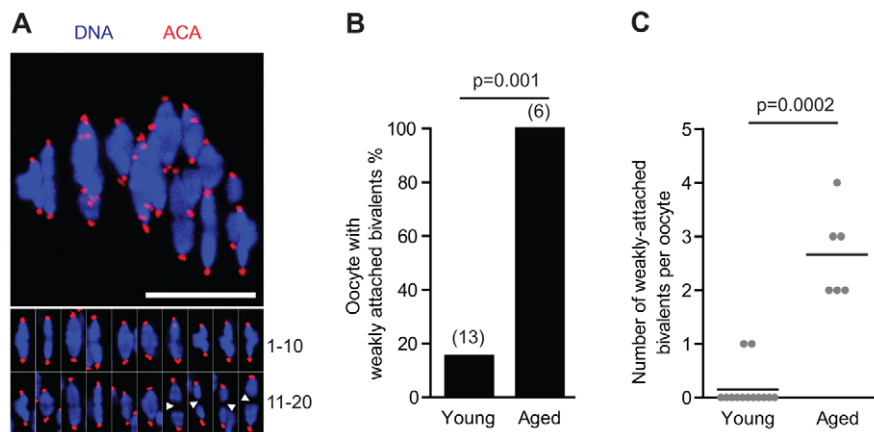 A
DNA ACA
1-10
11-20
B
p=0.001
(6)
Oocyte with
weakly attached bivalents %
100
80
60
40
20
0
(13)
Young Aged
C
p=0.0002
Number of weakly-attached
bivalents per oocyte
5
4
3
2
1
0
Young Aged